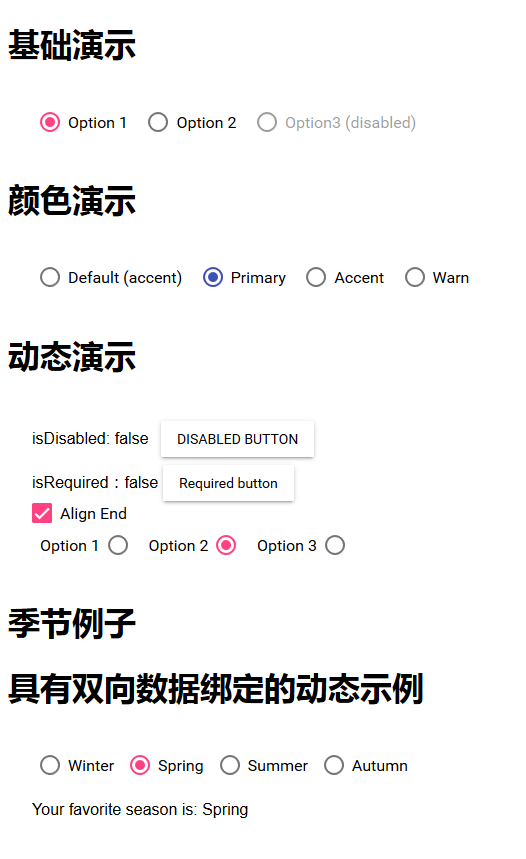 基础演示
Option 1 Option 2 Option3 (disabled)
颜色演示
Default (accent) Primary Accent Warn
动态演示
isDisabled: false DISABLED BUTTON
isRequired：false Required button
Align End
Option 1 Option 2 Option 3
季节例子
具有双向数据绑定的动态示例
Winter Spring Summer Autumn
Your favorite season is: Spring